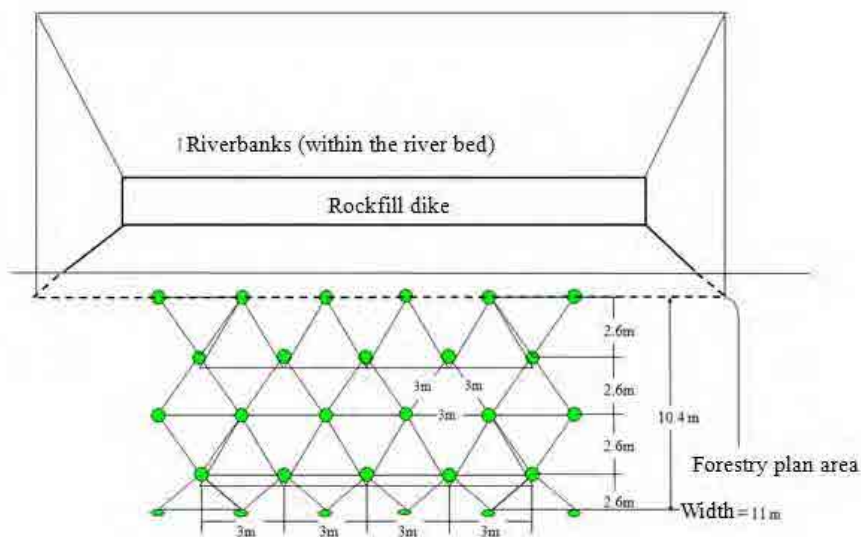 ↑Riverbanks (within the river bed)
Rockfill dike
2.6m
2.6m
3m
3m
3m
10.4 m
2.6m
Forestry plan area
2.6m
Width = 11 m
3m
3m
3m
3m